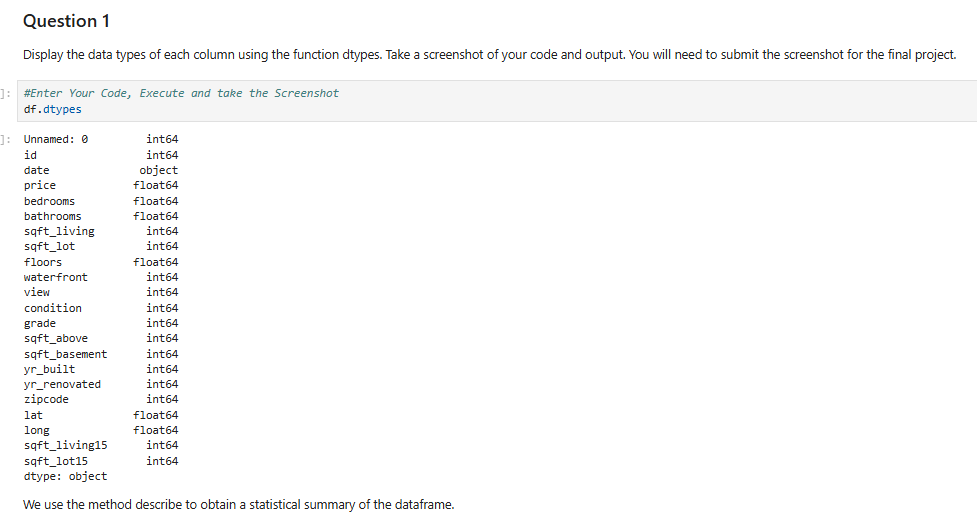 Question 1
Display the data types of each column using the function dtypes. Take a screenshot of your code and output. You will need to submit the screenshot for the final project.
]: #Enter Your Code, Execute and take the Screenshot
df.dtypes
]: Unnamed: 0 int64
id int64
date object
price float64
bedrooms float64
bathrooms float64
sqft_living int64
sqft_lot int64
floors float64
waterfront int64
view int64
condition int64
grade int64
sqft_above int64
sqft_basement int64
yr_built int64
yr_renovated int64
zipcode int64
lat float64
long float64
sqft_living15 int64
sqft_lot15 int64
dtype: object
We use the method describe to obtain a statistical summary of the dataframe.